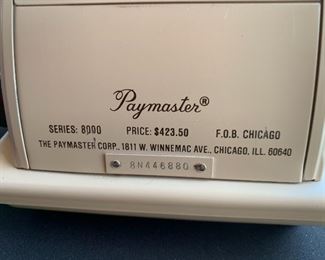 Paymaster®
SERIES: 8000 PRICE: $423.50 F.O.B. CHICAGO
THE PAYMASTER CORP., 1811 W. WINNEMAC AVE., CHICAGO, ILL. 60640
8N446880